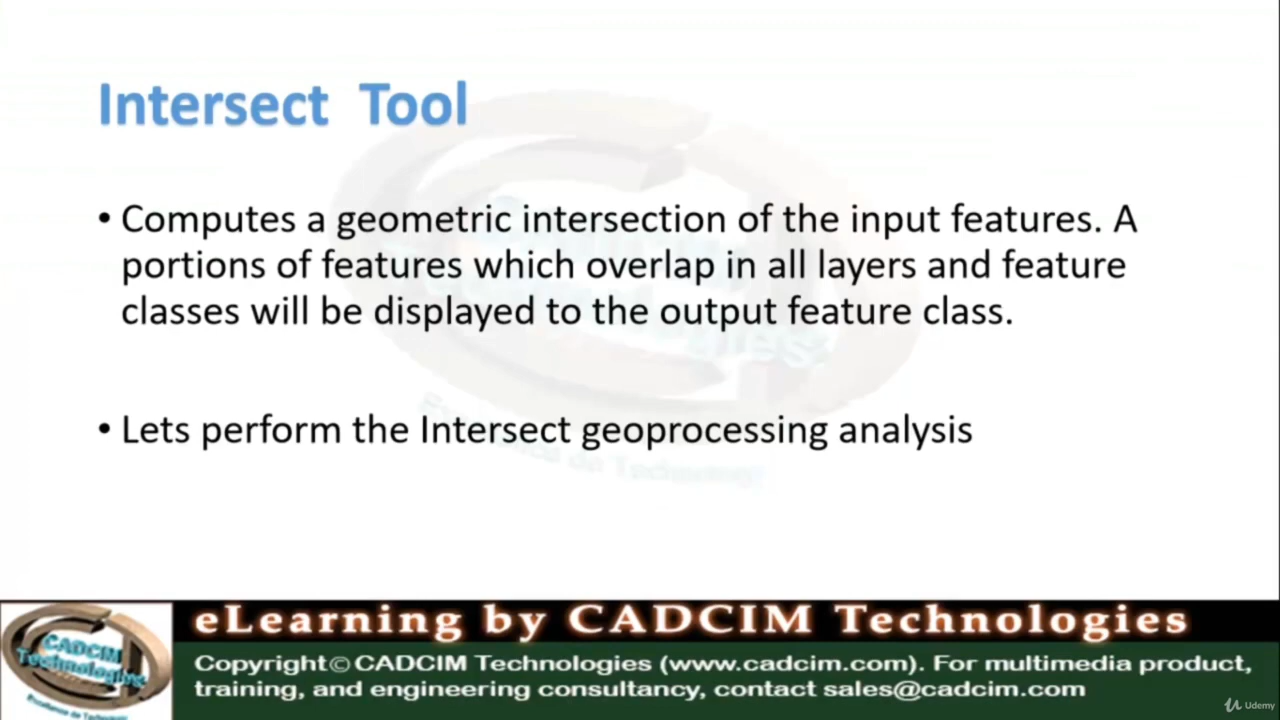 Intersect Tool
• Computes a geometric intersection of the input features. A
portions of features which overlap in all layers and feature
classes will be displayed to the output feature class.
• Lets perform the Intersect geoprocessing analysis
eLearning by CADCIM Technologies
CADCIM
Technologies
Copyright© CADCIM Technologies (www.cadcim.com). For multimedia product,
training, and engineering consultancy, contact sales@cadcim.com
Udemy